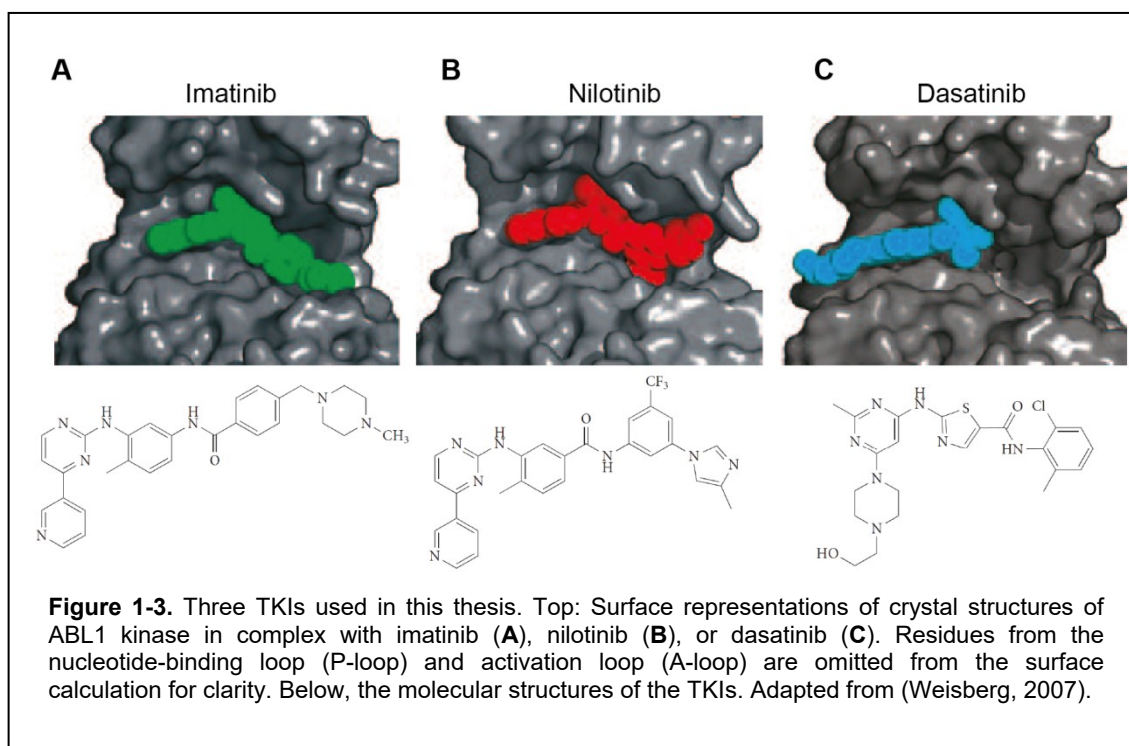 A
B
C
Imatinib
Nilotinib
Dasatinib
N
H
N
N
N
H
N
O
N
N
CH3
N
H
N
N
N
O
N
H
CF3
N
N
N
N
H
N
S
N
O
N
H
Cl
N
N
HO
Figure 1-3. Three TKIs used in this thesis. Top: Surface representations of crystal structures of
ABL1 kinase in complex with imatinib (A), nilotinib (B), or dasatinib (C). Residues from the
nucleotide-binding loop (P-loop) and activation loop (A-loop) are omitted from the surface
calculation for clarity. Below, the molecular structures of the TKIs. Adapted from (Weisberg, 2007).